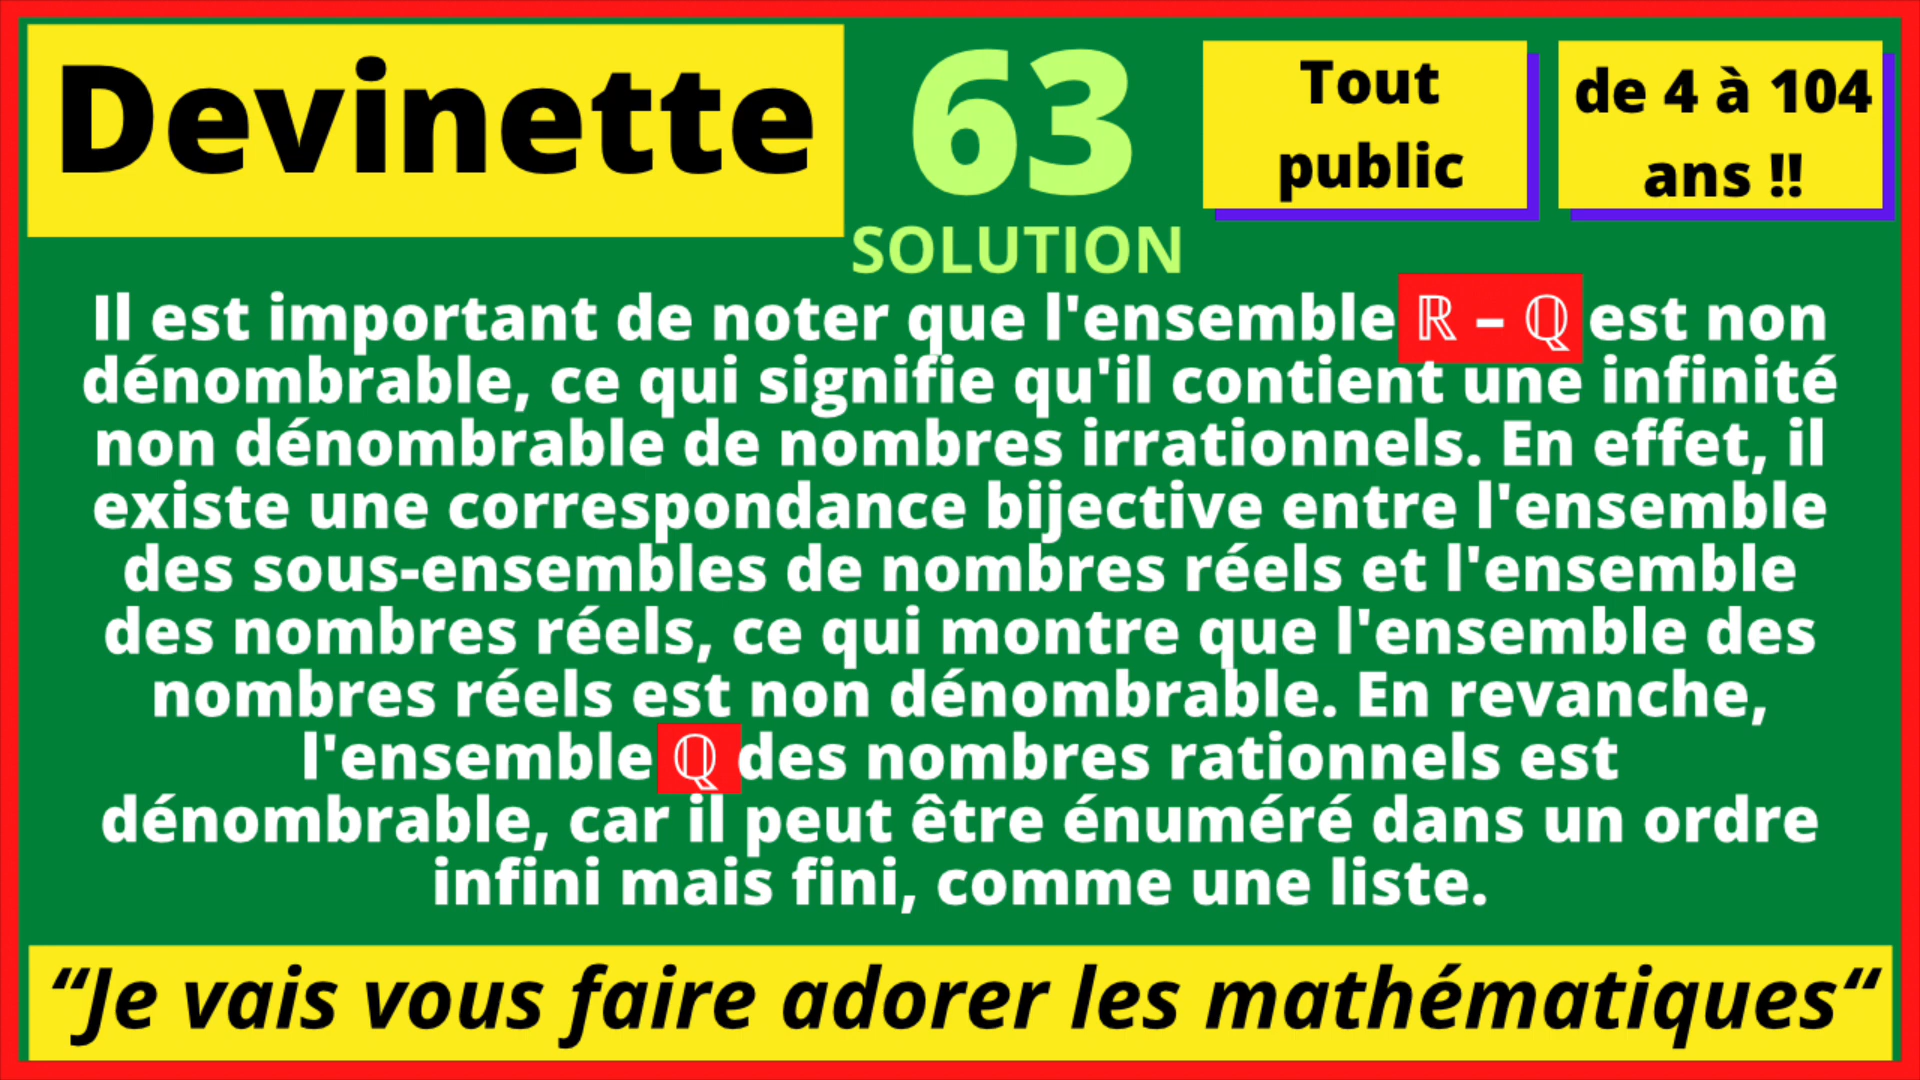 Devinette
63
SOLUTION
Tout
public
de 4 à 104
ans !!
Il est important de noter que l'ensemble ℝ – ℚ est non
dénombrable, ce qui signifie qu'il contient une infinité
non dénombrable de nombres irrationnels. En effet, il
existe une correspondance bijective entre l'ensemble
des sous-ensembles de nombres réels et l'ensemble
des nombres réels, ce qui montre que l'ensemble des
nombres réels est non dénombrable. En revanche,
l'ensemble ℚ des nombres rationnels est
dénombrable, car il peut être énuméré dans un ordre
infini mais fini, comme une liste.
“Je vais vous faire adorer les mathématiques“